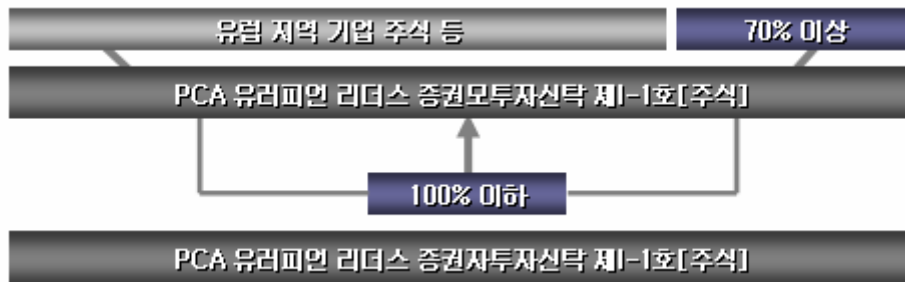 유럽 지역 기업 주식 등
70% 이상
PCA 유러피언 리더스 증권모투자신탁 제I-1호[주식]
100% 이하
PCA 유러피언 리더스 증권자투자신탁 제I-1호[주식]